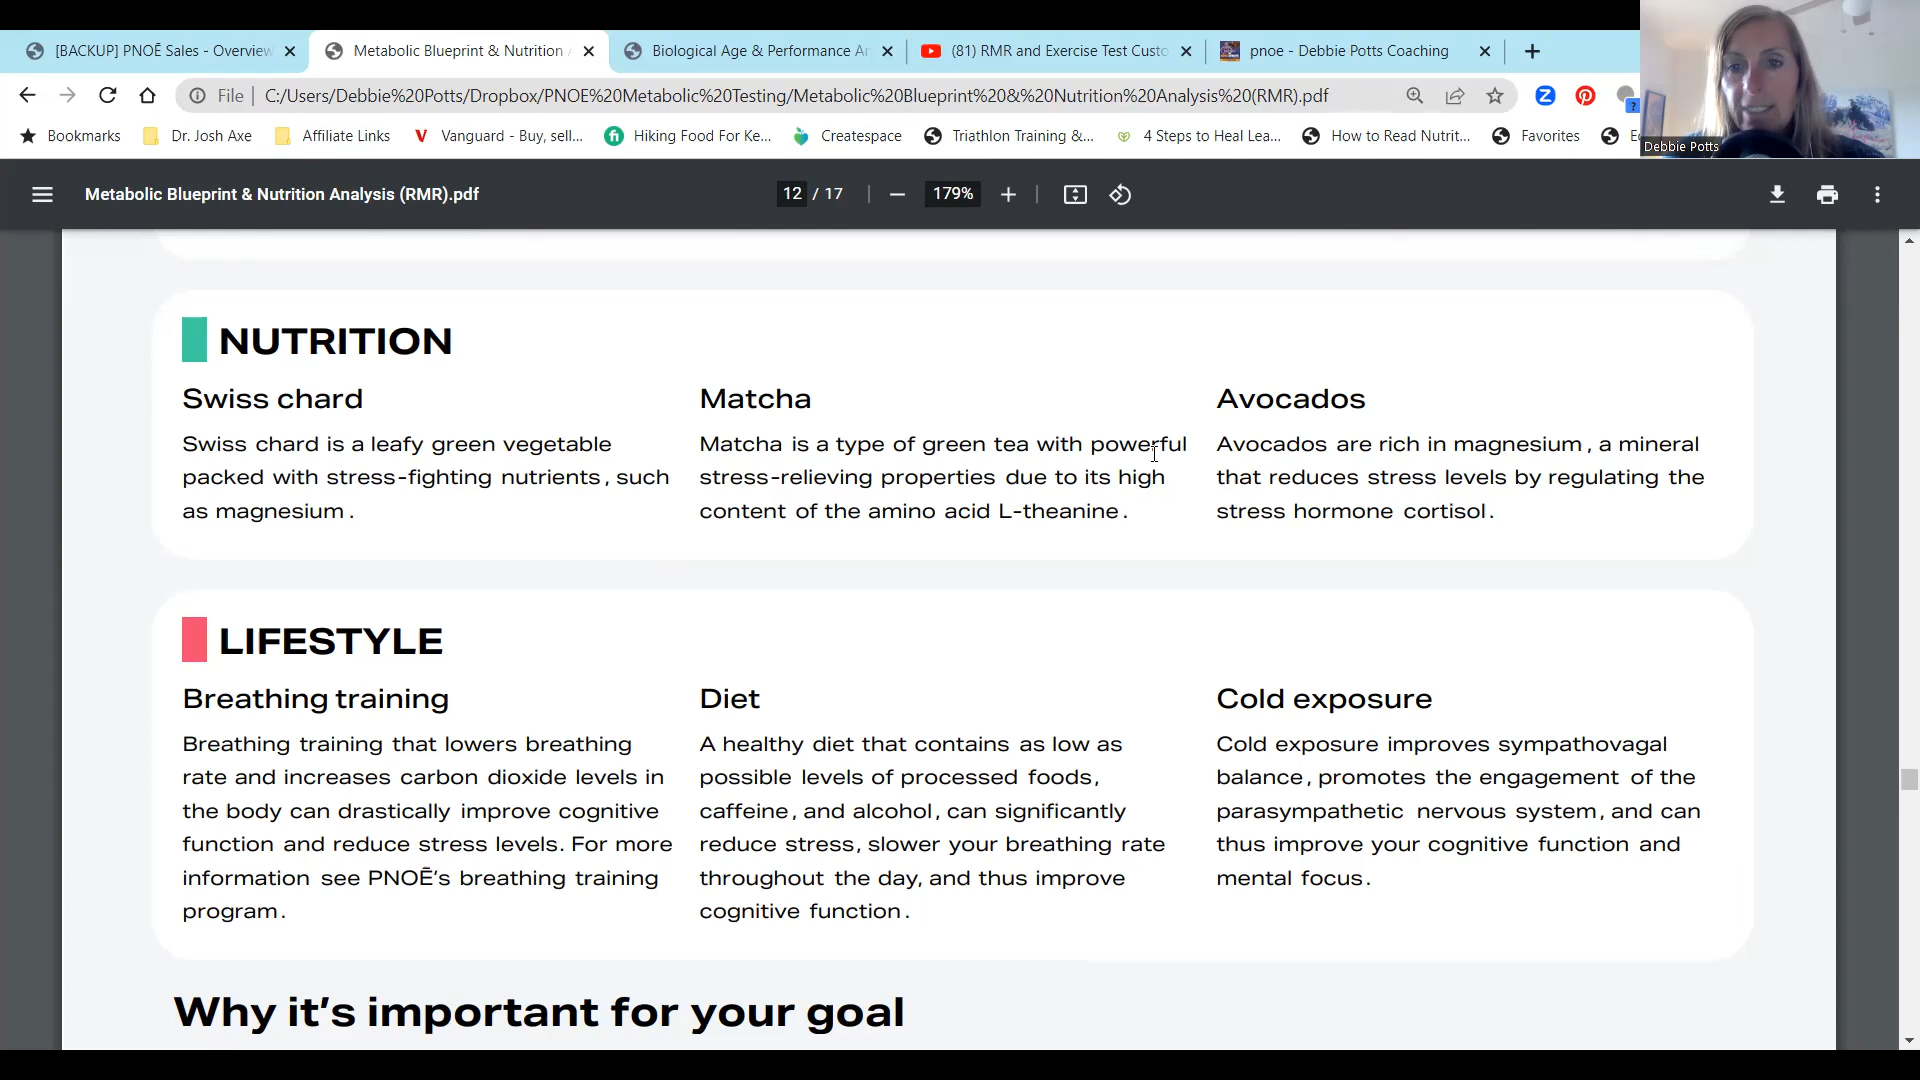 [BACKUP] PNOĒ Sales - Overview
Metabolic Blueprint & Nutrition
Biological Age & Performance An
(81) RMR and Exercise Test Custo
pnoe - Debbie Potts Coaching
File
C:/Users/Debbie%20Potts/Dropbox/PNOE%20Metabolic%20Testing/Metabolic%20Blueprint%20&%20Nutrition%20Analysis%20(RMR).pdf
Debbie Potts
Bookmarks
Dr. Josh Axe
Affiliate Links
Vanguard - Buy, sell...
Hiking Food For Ke...
Createspace
Triathlon Training &...
4 Steps to Heal Lea...
How to Read Nutrit...
Favorites
Metabolic Blueprint & Nutrition Analysis (RMR).pdf
12 / 17
179%
NUTRITION
Swiss chard
Swiss chard is a leafy green vegetable
packed with stress-fighting nutrients, such
as magnesium.
Matcha
Matcha is a type of green tea with powerful
stress-relieving properties due to its high
content of the amino acid L-theanine.
Avocados
Avocados are rich in magnesium, a mineral
that reduces stress levels by regulating the
stress hormone cortisol.
LIFESTYLE
Breathing training
Breathing training that lowers breathing
rate and increases carbon dioxide levels in
the body can drastically improve cognitive
function and reduce stress levels. For more
information see PNOĒ's breathing training
program.
Diet
A healthy diet that contains as low as
possible levels of processed foods,
caffeine, and alcohol, can significantly
reduce stress, slower your breathing rate
throughout the day, and thus improve
cognitive function.
Cold exposure
Cold exposure improves sympathovagal
balance, promotes the engagement of the
parasympathetic nervous system, and can
thus improve your cognitive function and
mental focus.
Why it's important for your goal